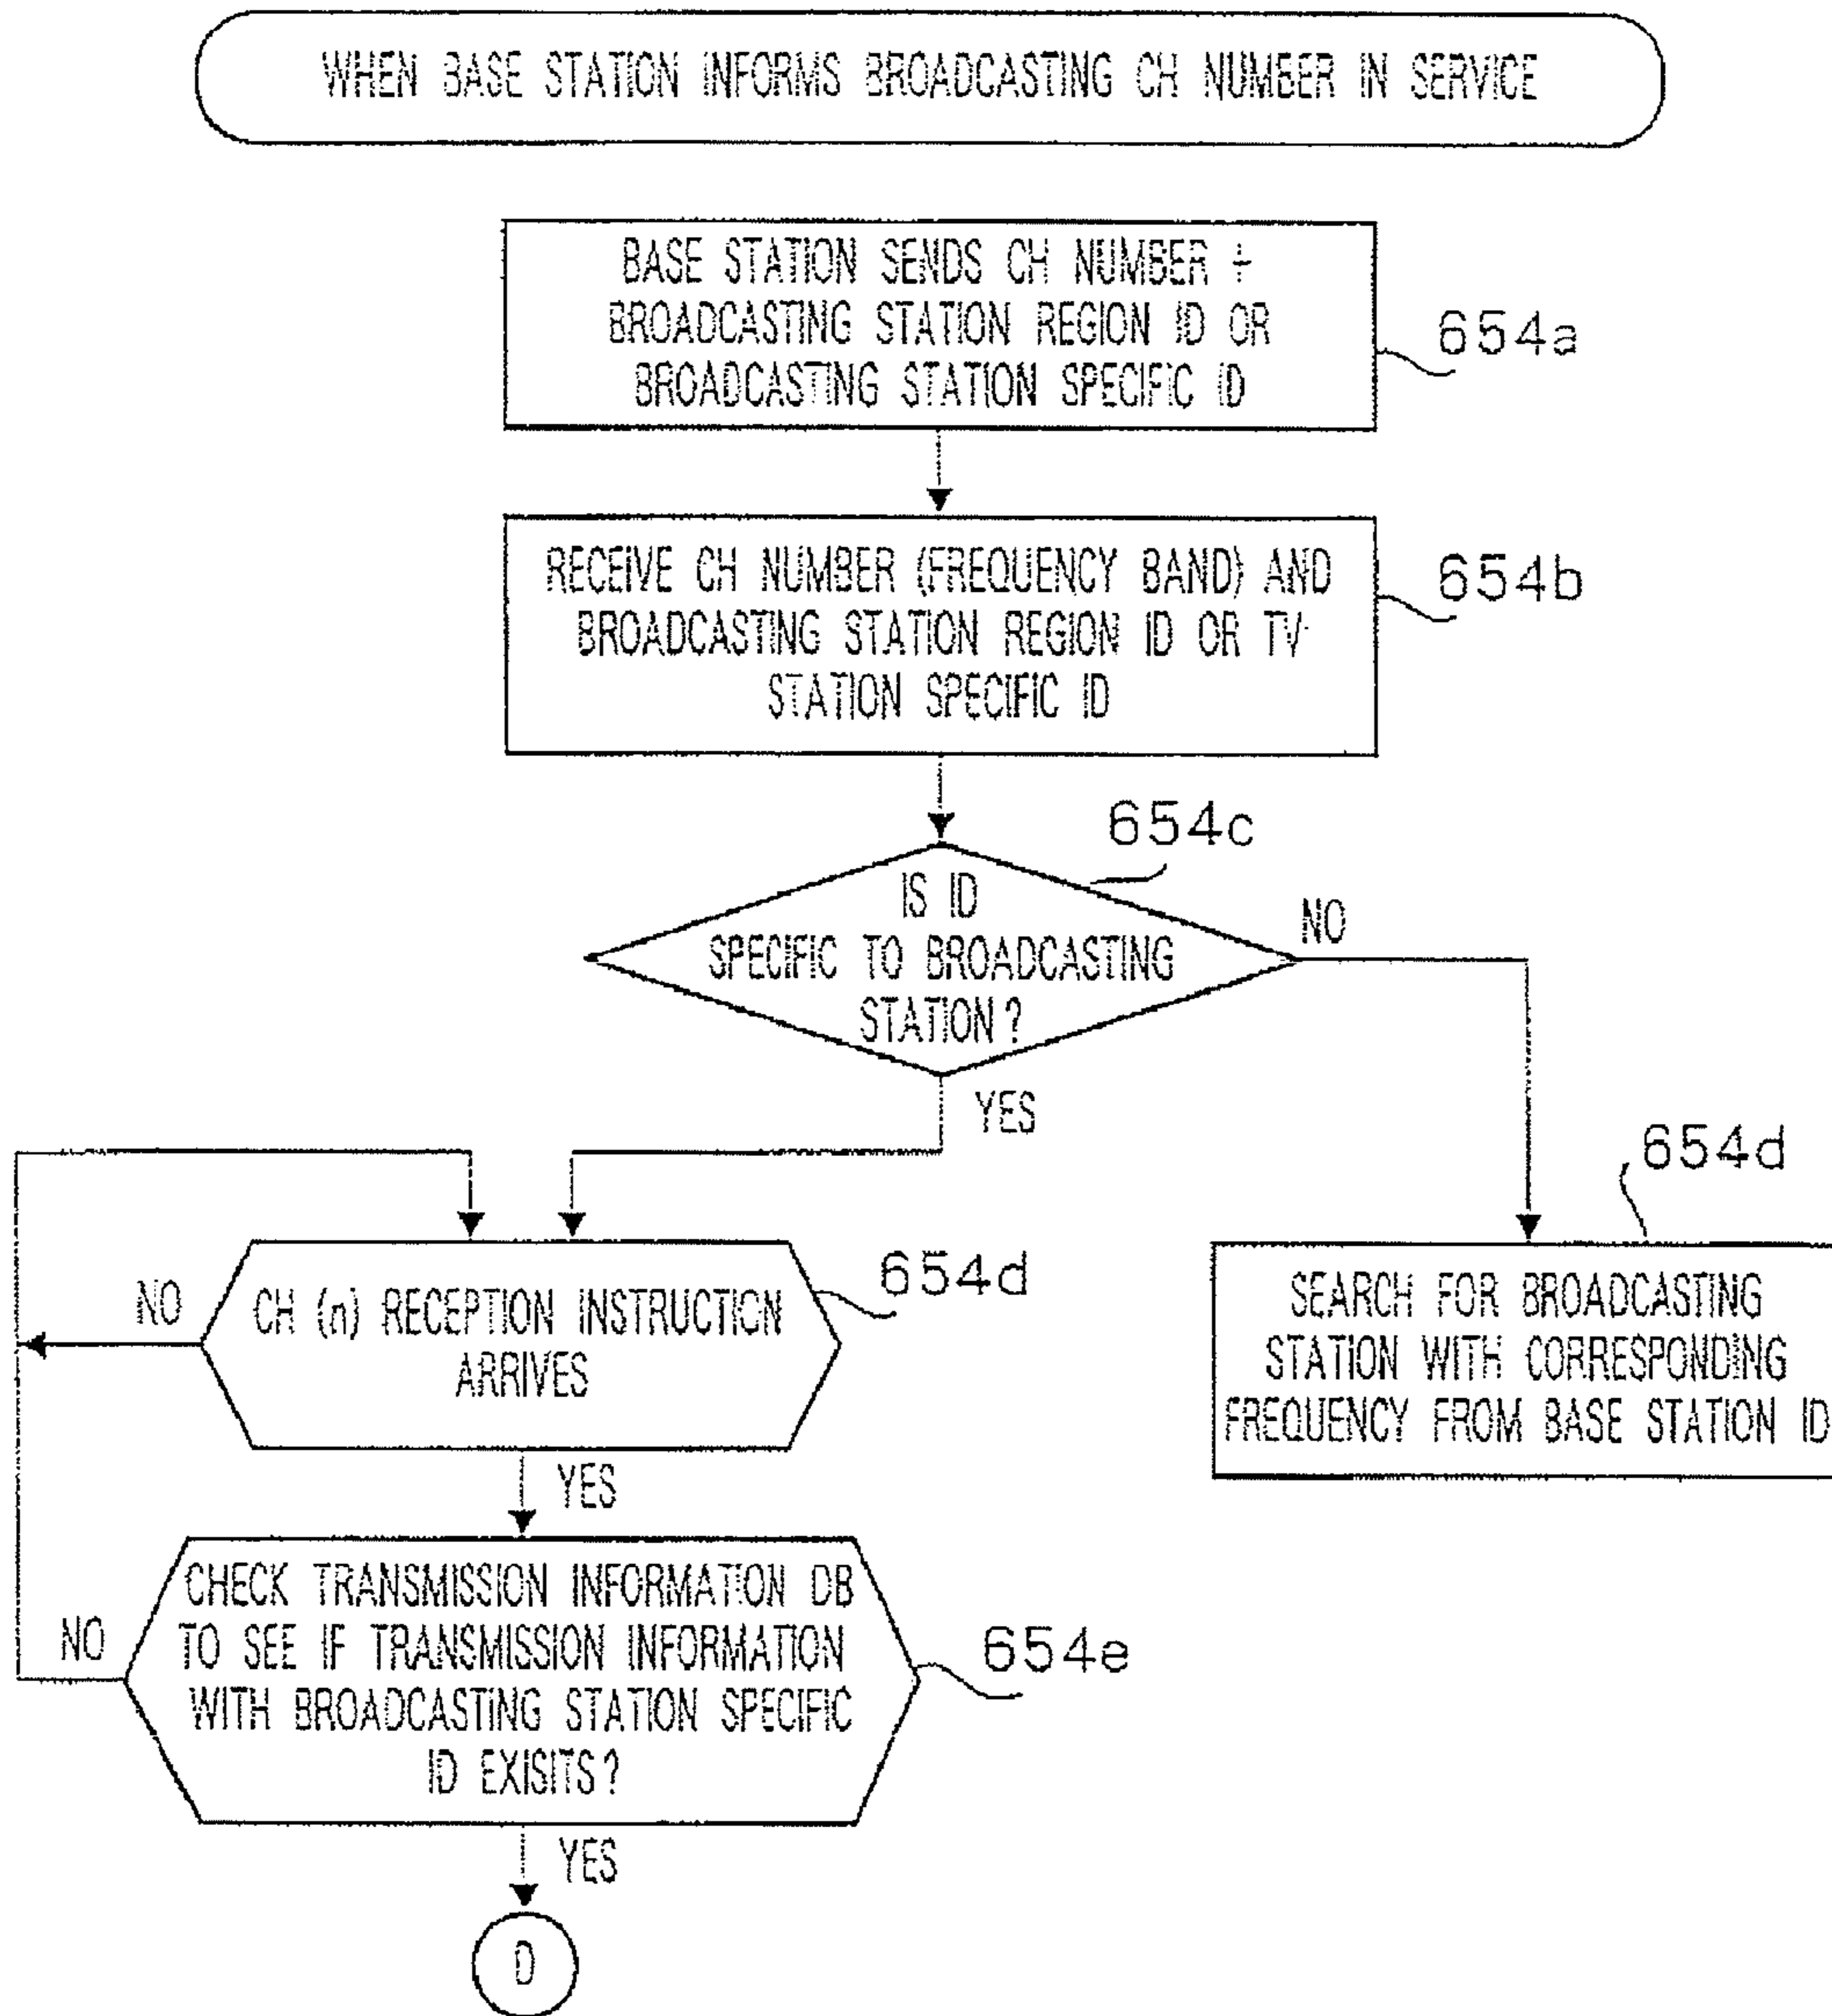 WHEN BASE STATION INFORMS BROADCASTING CH NUMBER IN SERVICE
BASE STATION SENDS CH NUMBER +
BROADCASTING STATION REGION ID OR
BROADCASTING STATION SPECIFIC ID
654a
RECEIVE CH NUMBER (FREQUENCY BAND) AND
BROADCASTING STATION REGION ID OR TV
STATION SPECIFIC ID
654b
654c
IS ID
SPECIFIC TO BROADCASTING
STATION?
NO
YES
654d
CH (n) RECEPTION INSTRUCTION
ARRIVES
NO
654d
SEARCH FOR BROADCASTING
STATION WITH CORRESPONDING
FREQUENCY FROM BASE STATION ID
YES
CHECK TRANSMISSION INFORMATION DB
TO SEE IF TRANSMISSION INFORMATION
WITH BROADCASTING STATION SPECIFIC
ID EXISITS?
NO
654e
YES
D